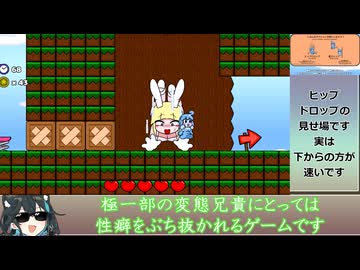 68
×43
ヒップ
ドロップの
見せ場です
実は
下からの方が
速いです
極一部の変態兄貴にとっては
性癖をぶち抜かれるゲームです